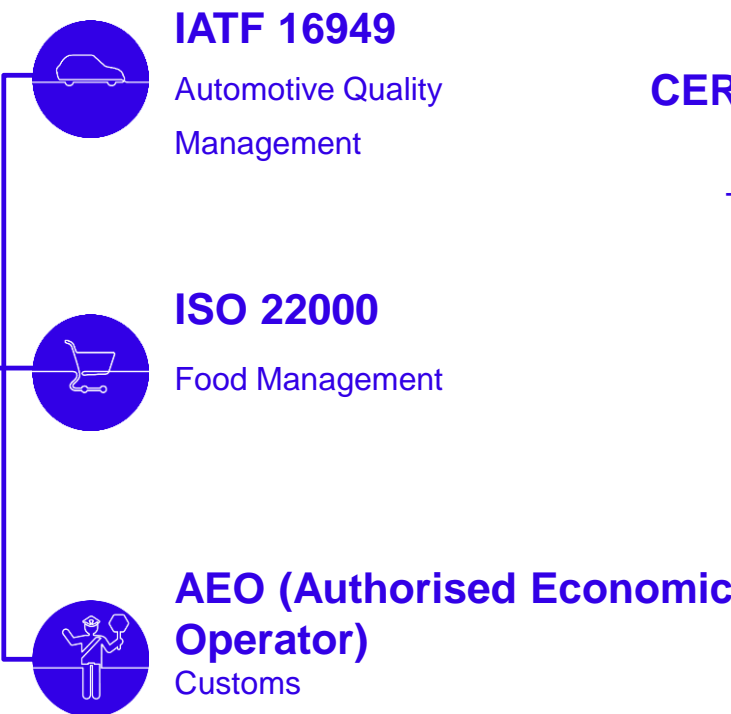 IATF 16949
Automotive Quality
Management
CER
ISO 22000
Food Management
AEO (Authorised Economic
Operator)
Customs